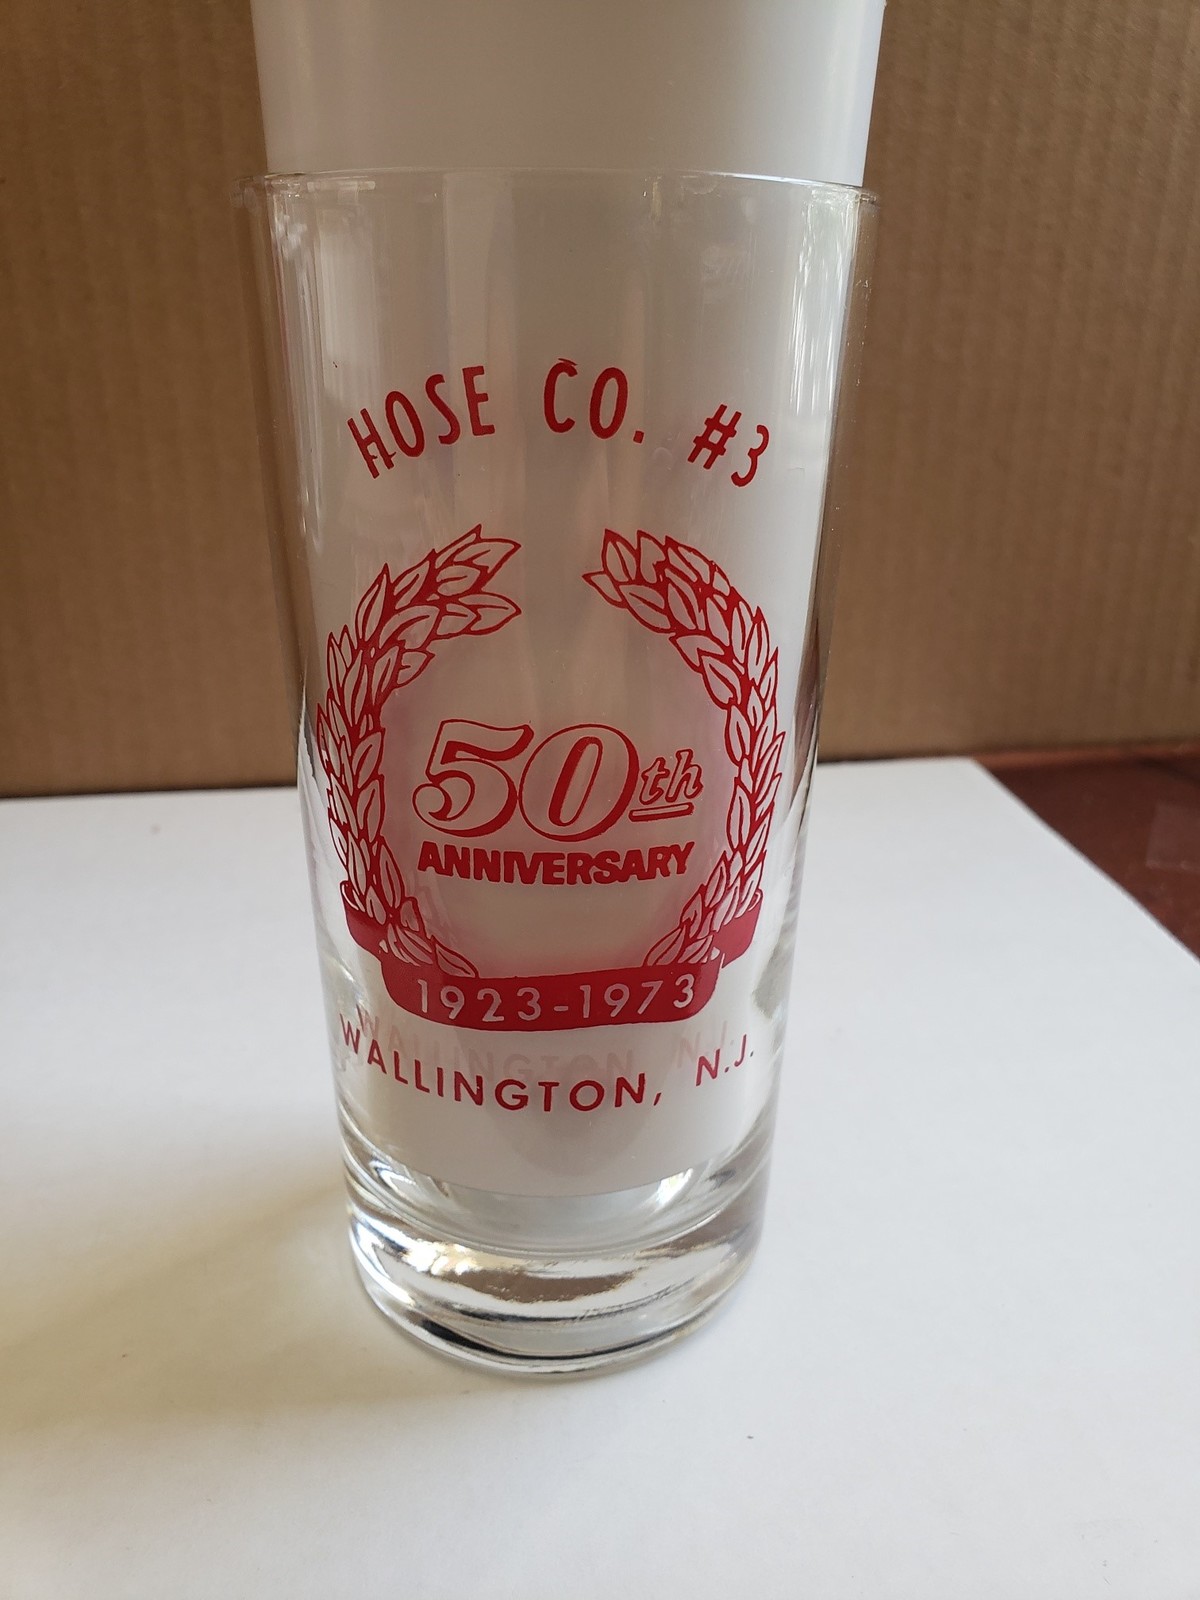 HOSE CO. #3
50th
ANNIVERSARY
1923-1973
WALLINGTON, N.J.